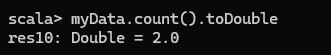 scala> myData.count().toDouble
res10: Double = 2.0